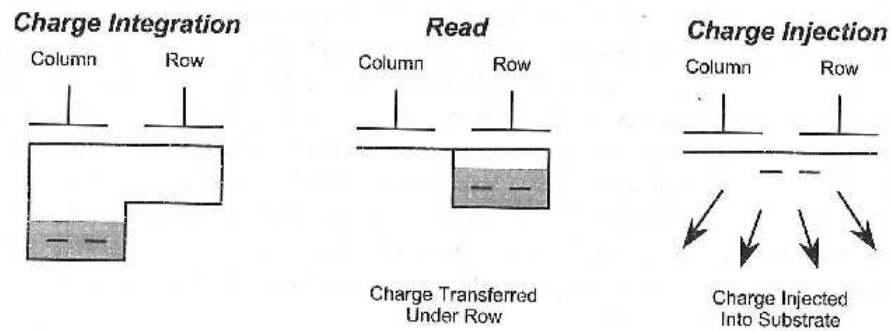 Charge Integration
Read
Charge Injection
Column Row
Column Row
Column Row
Charge Transferred
Under Row
Charge Injected
Into Substrate